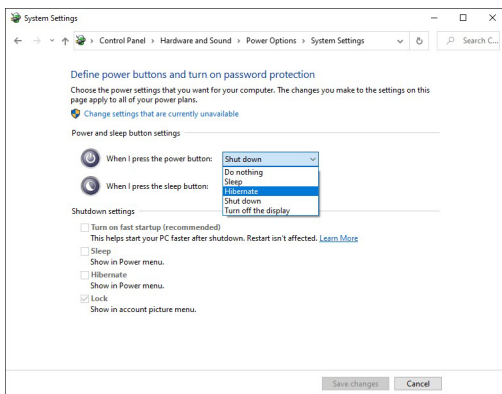 System Settings
Control Panel > Hardware and Sound > Power Options > System Settings
Search C...
Define power buttons and turn on password protection
Choose the power settings that you want for your computer. The changes you make to the settings on this
page apply to all of your power plans.
Change settings that are currently unavailable
Power and sleep button settings
When I press the power button: Shut down
Do nothing
Sleep
When I press the sleep button: Hibernate
Shut down
Turn off the display
Shutdown settings
Turn on fast startup (recommended)
This helps start your PC faster after shutdown. Restart isn't affected. Learn More
Sleep
Show in Power menu.
Hibernate
Show in Power menu.
Lock
Show in account picture menu.
Save changes Cancel